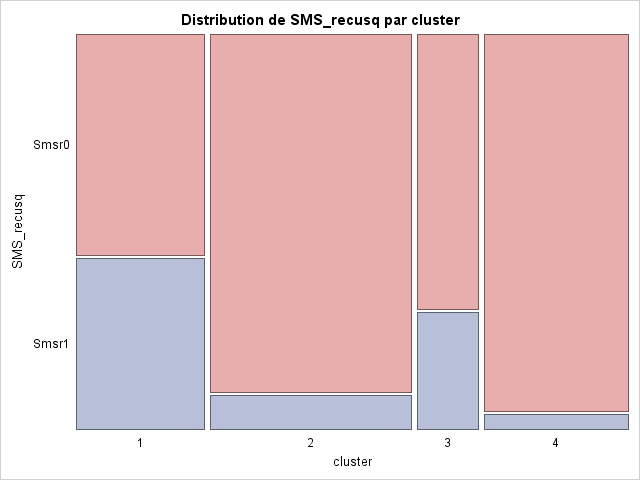 Distribution de SMS_recusq par cluster
Smsr0
SMS_recusq
Smsr1
1 2 3 4
cluster